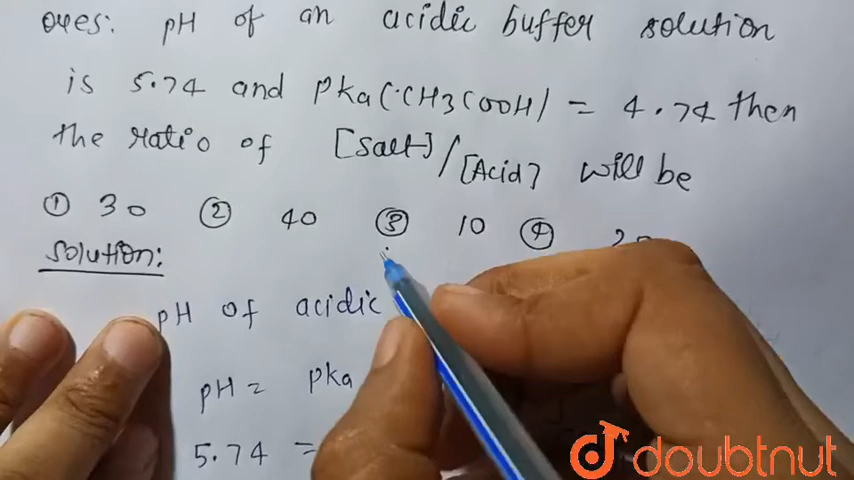 Ques: pH of an acidic buffer solution
is 5.74 and pka (CH3COOH) = 4.74 then
the ratio of [salt]/[Acid] will be
① 30 ② 40 ③ 10 ④
Solution:
pH of acidic
pH = pka
5.74 =
doubtnut